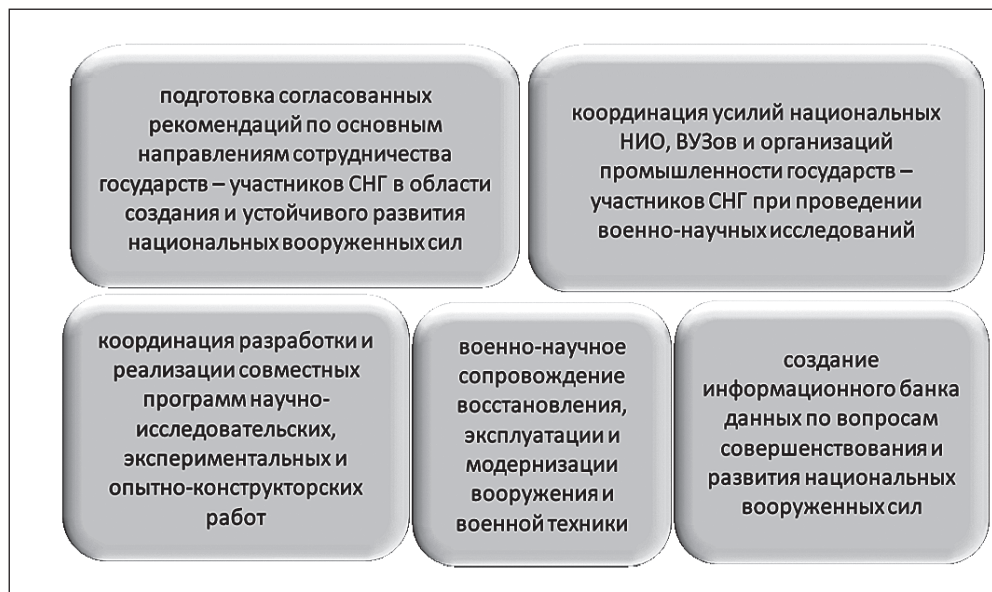 подготовка согласованных
рекомендаций по основным
направлениям сотрудничества
государств – участников СНГ в области
создания и устойчивого развития
национальных вооруженных сил
координация усилий национальных
НИО, ВУЗов и организаций
промышленности государств –
участников СНГ при проведении
военно-научных исследований
координация разработки и
реализации совместных
программ научно-
исследовательских,
экспериментальных и
опытно-конструкторских
работ
военно-научное
сопровождение
восстановления,
эксплуатации и
модернизации
вооружения и
военной техники
создание
информационного банка
данных по вопросам
совершенствования и
развития национальных
вооруженных сил